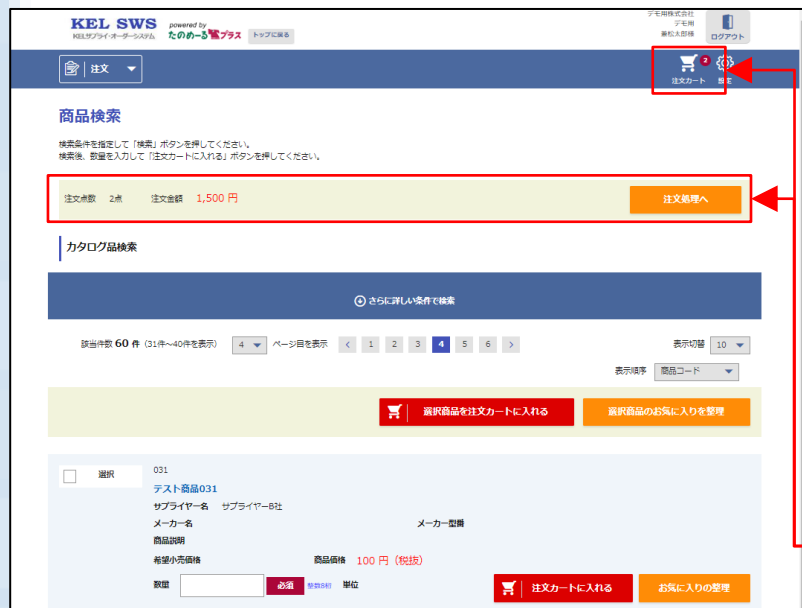 KEL SWS powered by
KELサプライ・オーダーシステム たのめーるプラス トップに戻る
デモ用株式会社
デモ用
兼松太郎様 ログアウト
注文
2
注文カート 設定
商品検索
検索条件を指定して「検索」ボタンを押してください。
検索後、数量を入力して「注文カートに入れる」ボタンを押してください。
注文点数 2点 注文金額 1,500 円 注文処理へ
カタログ品検索
さらに詳しい条件で検索
該当件数 60 件 (31件~40件を表示) 4 ページ目を表示 < 1 2 3 4 5 6 > 表示切替 10
表示順序 商品コード
選択商品を注文カートに入れる 選択商品のお気に入りを整理
選択 031
テスト商品031
サプライヤー名 サプライヤーB社
メーカー名 メーカー型番
商品説明
希望小売価格 商品価格 100 円 (税抜)
数量 必須 整数8桁 単位 注文カートに入れる お気に入りの整理